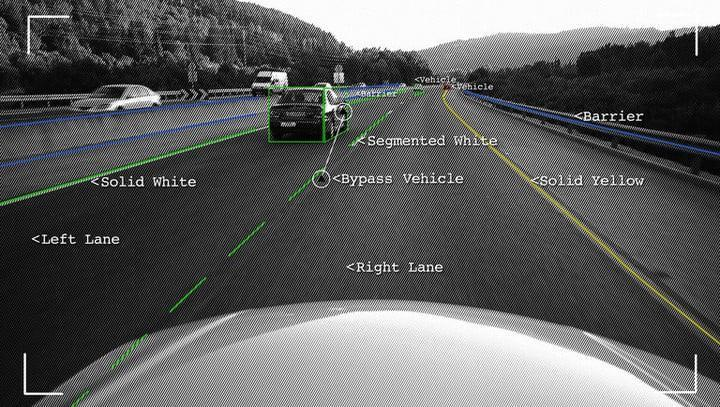 <Vehicle
<Vehicle
<Barrier
<Barrier
<Segmented White
<Solid White
<Bypass Vehicle
<Solid Yellow
<Left Lane
<Right Lane